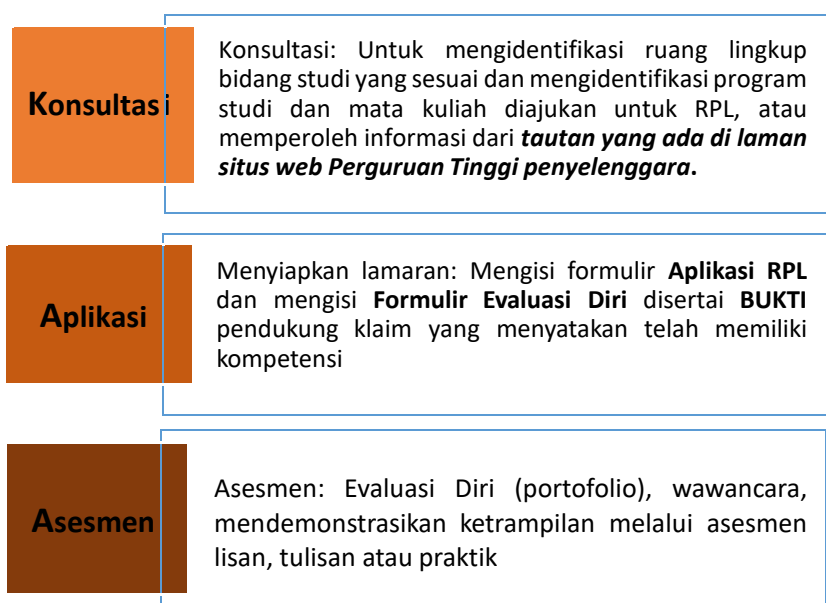 Konsultasi
Konsultasi: Untuk mengidentifikasi ruang lingkup
bidang studi yang sesuai dan mengidentifikasi program
studi dan mata kuliah diajukan untuk RPL, atau
memperoleh informasi dari tautan yang ada di laman
situs web Perguruan Tinggi penyelenggara.
Aplikasi
Menyiapkan lamaran: Mengisi formulir Aplikasi RPL
dan mengisi Formulir Evaluasi Diri disertai BUKTI
pendukung klaim yang menyatakan telah memiliki
kompetensi
Asesmen
Asesmen: Evaluasi Diri (portofolio), wawancara,
mendemonstrasikan ketrampilan melalui asesmen
lisan, tulisan atau praktik